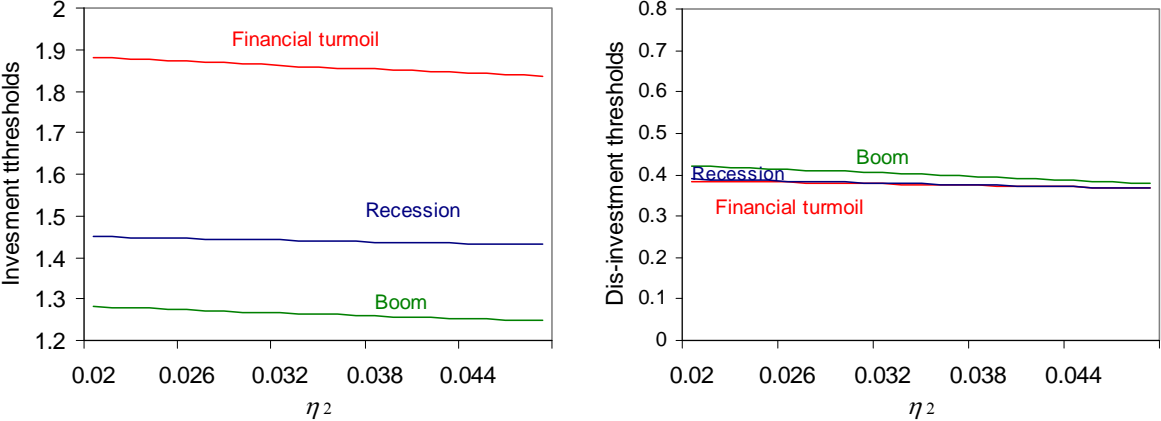 Invesment tthresholds
2
1.9
1.8
1.7
1.6
1.5
1.4
1.3
1.2
Financial turmoil
Recession
Boom
0.02 0.026 0.032 0.038 0.044
η 2
Dis-investment thresholds
0.8
0.7
0.6
0.5
0.4
0.3
0.2
0.1
0
Boom
Recession
Financial turmoil
0.02 0.026 0.032 0.038 0.044
η 2